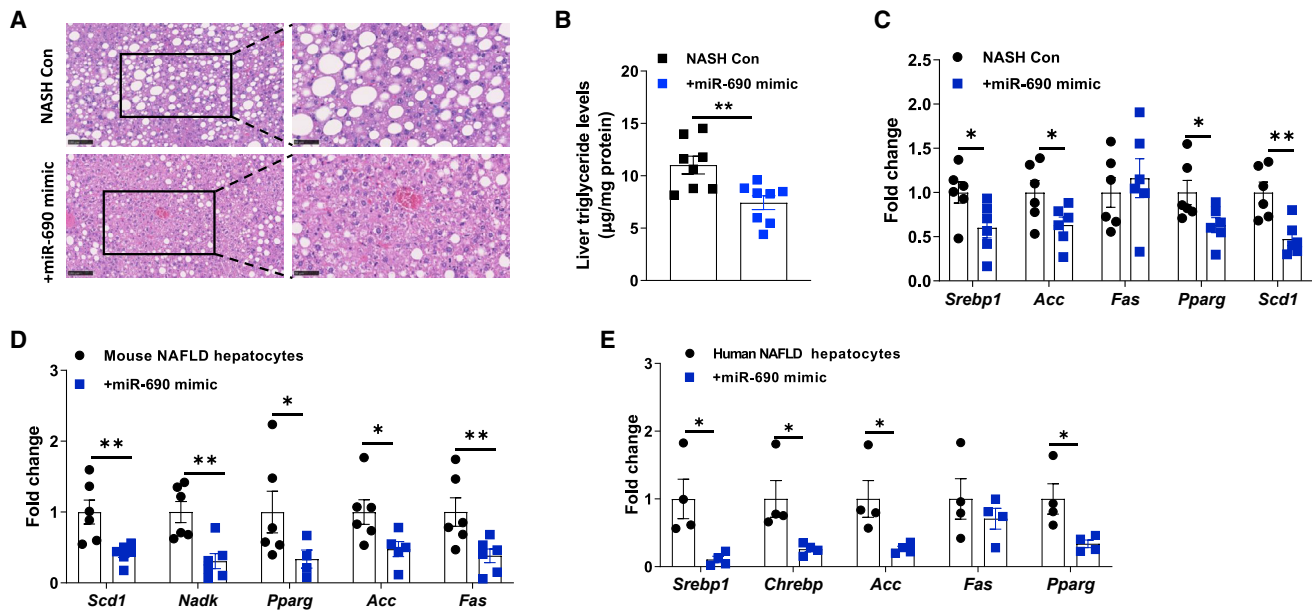 A
NASH Con
+miR-690 mimic
B
NASH Con
+miR-690 mimic
Liver triglyceride levels
(µg/mg protein)
20
15
10
5
0
**
C
NASH Con
+miR-690 mimic
Fold change
2.5
2.0
1.5
1.0
0.5
0.0
* * * **
Srebp1 Acc Fas Pparg Scd1
D
Mouse NAFLD hepatocytes
+miR-690 mimic
Fold change
3
2
1
0
** ** * * **
Scd1 Nadk Pparg Acc Fas
E
Human NAFLD hepatocytes
+miR-690 mimic
Fold change
3
2
1
0
* * * *
Srebp1 Chrebp Acc Fas Pparg